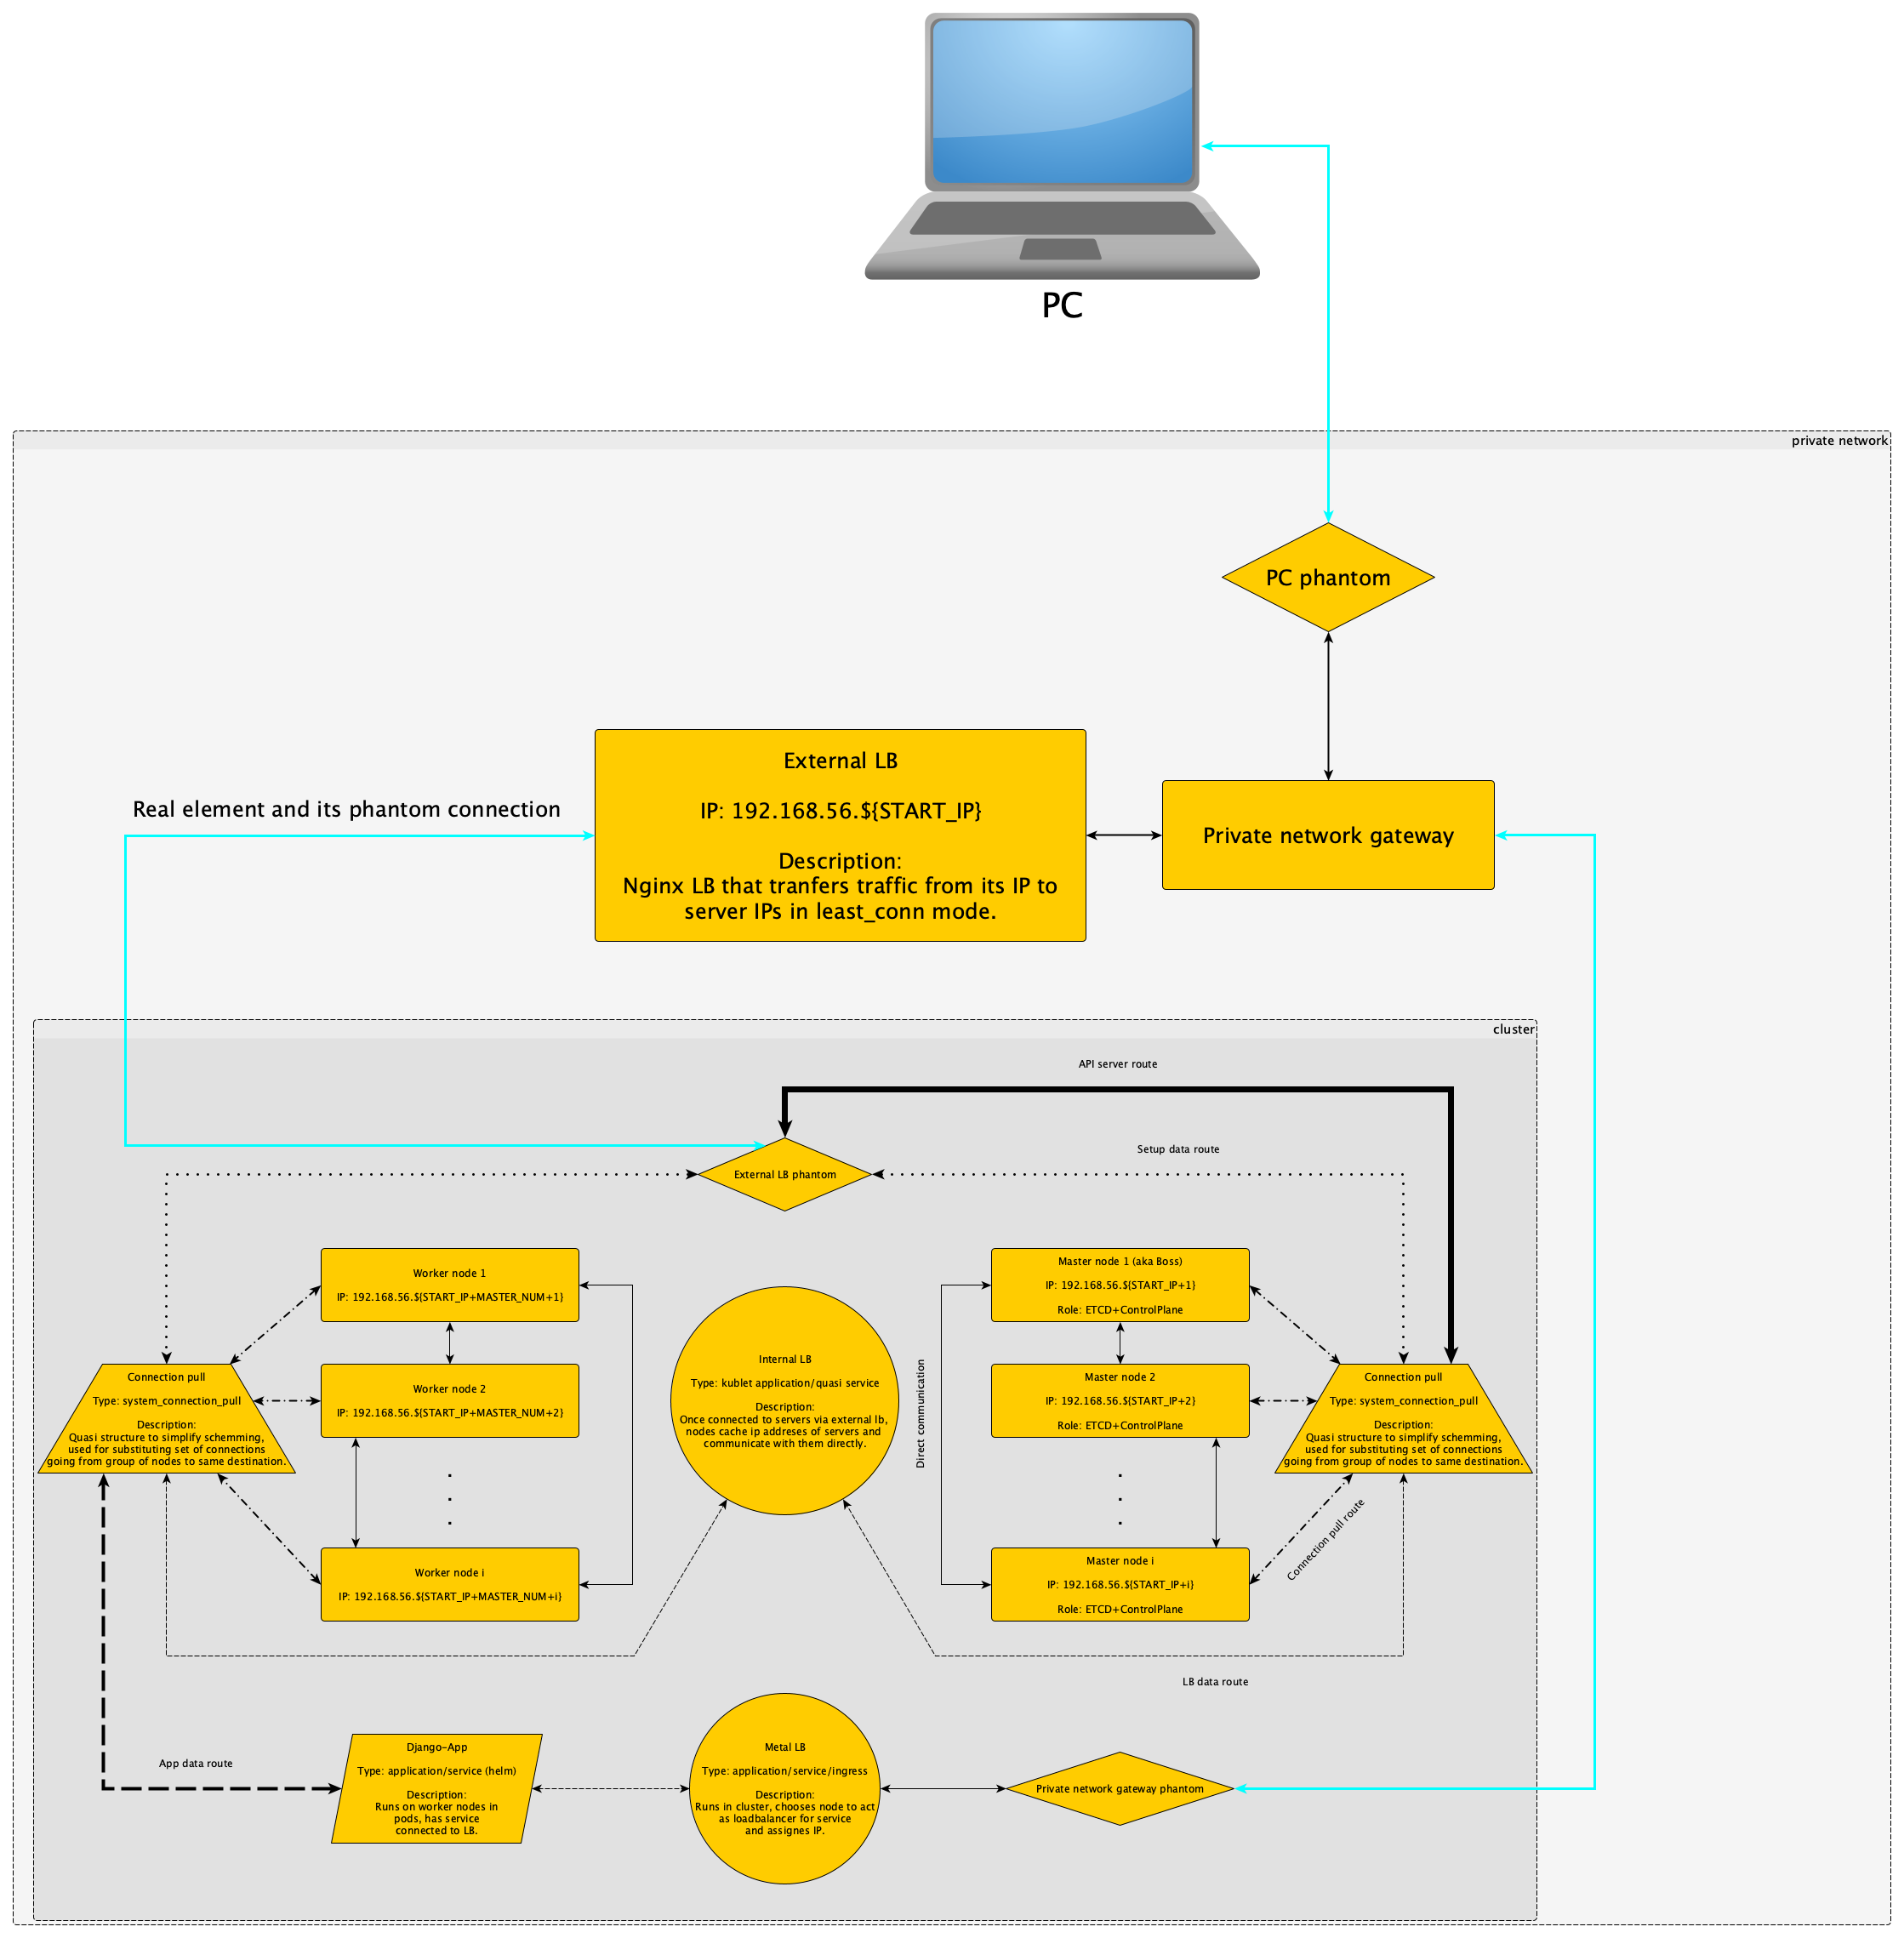 PC
private network
PC phantom
External LB
IP: 192.168.56.${START_IP}
Description:
Nginx LB that tranfers traffic from its IP to
server IPs in least_conn mode.
Private network gateway
Real element and its phantom connection
cluster
API server route
External LB phantom
Setup data route
Worker node 1
IP: 192.168.56.${START_IP+MASTER_NUM+1}
Master node 1 (aka Boss)
IP: 192.168.56.${START_IP+1}
Role: ETCD+ControlPlane
Connection pull
Type: system_connection_pull
Description:
Quasi structure to simplify schemming,
used for substituting set of connections
going from group of nodes to same destination.
Worker node 2
IP: 192.168.56.${START_IP+MASTER_NUM+2}
Internal LB
Type: kublet application/quasi service
Description:
Once connected to servers via external lb,
nodes cache ip addreses of servers and
communicate with them directly.
Direct communication
Master node 2
IP: 192.168.56.${START_IP+2}
Role: ETCD+ControlPlane
Connection pull
Type: system_connection_pull
Description:
Quasi structure to simplify schemming,
used for substituting set of connections
going from group of nodes to same destination.
.
.
.
.
.
.
Worker node i
IP: 192.168.56.${START_IP+MASTER_NUM+i}
Master node i
IP: 192.168.56.${START_IP+i}
Role: ETCD+ControlPlane
Connection pull route
LB data route
App data route
Django-App
Type: application/service (helm)
Description:
Runs on worker nodes in
pods, has service
connected to LB.
Metal LB
Type: application/service/ingress
Description:
Runs in cluster, chooses node to act
as loadbalancer for service
and assignes IP.
Private network gateway phantom